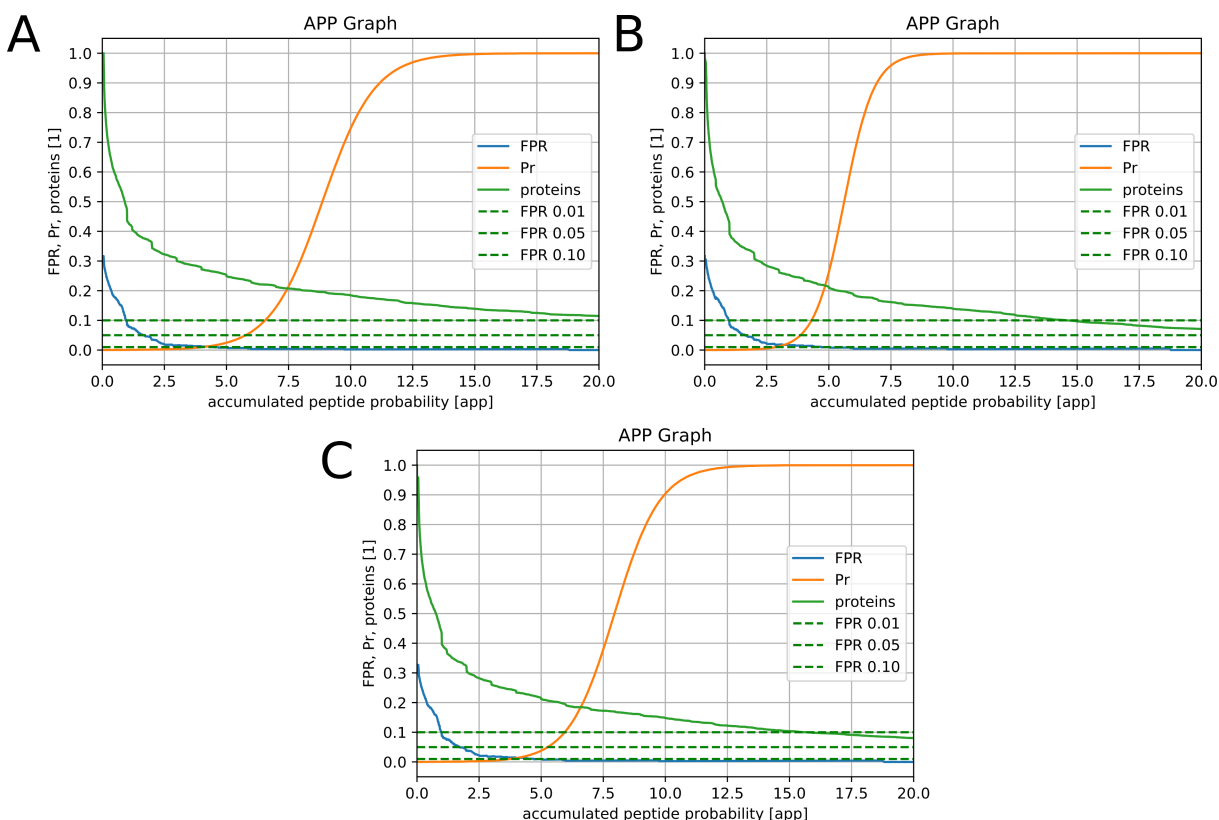 A
APP Graph
FPR, Pr, proteins [1]
1.0
0.9
0.8
0.7
0.6
0.5
0.4
0.3
0.2
0.1
0.0
FPR
Pr
proteins
FPR 0.01
FPR 0.05
FPR 0.10
0.0 2.5 5.0 7.5 10.0 12.5 15.0 17.5 20.0
accumulated peptide probability [app]
B
APP Graph
FPR, Pr, proteins [1]
1.0
0.9
0.8
0.7
0.6
0.5
0.4
0.3
0.2
0.1
0.0
FPR
Pr
proteins
FPR 0.01
FPR 0.05
FPR 0.10
0.0 2.5 5.0 7.5 10.0 12.5 15.0 17.5 20.0
accumulated peptide probability [app]
C
APP Graph
FPR, Pr, proteins [1]
1.0
0.9
0.8
0.7
0.6
0.5
0.4
0.3
0.2
0.1
0.0
FPR
Pr
proteins
FPR 0.01
FPR 0.05
FPR 0.10
0.0 2.5 5.0 7.5 10.0 12.5 15.0 17.5 20.0
accumulated peptide probability [app]